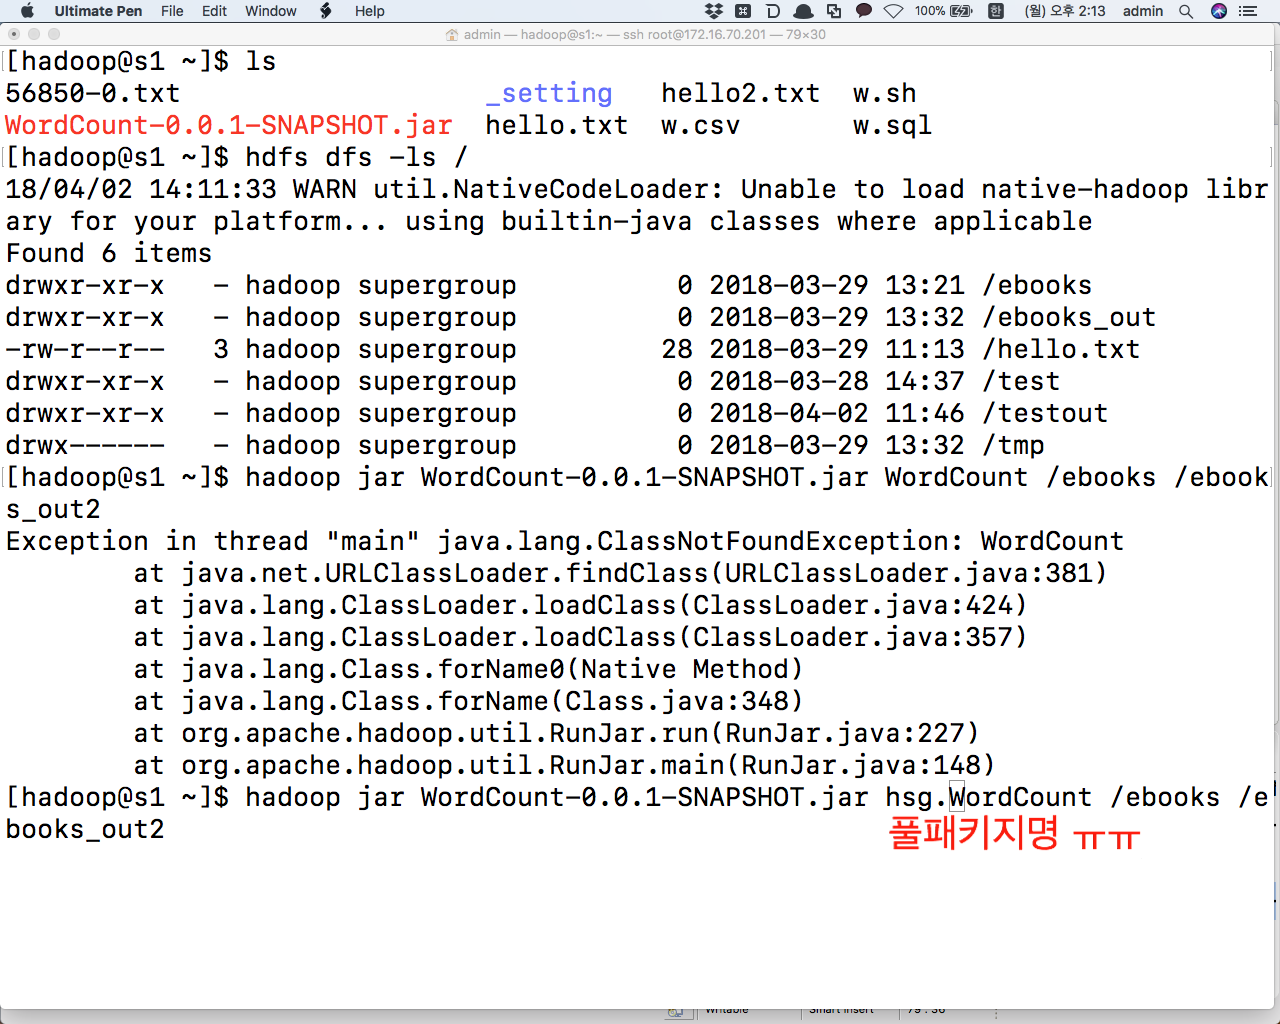 Ultimate Pen File Edit Window Help 100% 한 (월) 오후 2:13 admin
admin — hadoop@s1:~ — ssh root@172.16.70.201 — 79×30
[hadoop@s1 ~]$ ls
56850-0.txt _setting hello2.txt w.sh
WordCount-0.0.1-SNAPSHOT.jar hello.txt w.csv w.sql
[hadoop@s1 ~]$ hdfs dfs -ls /
18/04/02 14:11:33 WARN util.NativeCodeLoader: Unable to load native-hadoop libr
ary for your platform... using builtin-java classes where applicable
Found 6 items
drwxr-xr-x - hadoop supergroup 0 2018-03-29 13:21 /ebooks
drwxr-xr-x - hadoop supergroup 0 2018-03-29 13:32 /ebooks_out
-rw-r--r-- 3 hadoop supergroup 28 2018-03-29 11:13 /hello.txt
drwxr-xr-x - hadoop supergroup 0 2018-03-28 14:37 /test
drwxr-xr-x - hadoop supergroup 0 2018-04-02 11:46 /testout
drwx------ - hadoop supergroup 0 2018-03-29 13:32 /tmp
[hadoop@s1 ~]$ hadoop jar WordCount-0.0.1-SNAPSHOT.jar WordCount /ebooks /ebook
s_out2
Exception in thread "main" java.lang.ClassNotFoundException: WordCount
at java.net.URLClassLoader.findClass(URLClassLoader.java:381)
at java.lang.ClassLoader.loadClass(ClassLoader.java:424)
at java.lang.ClassLoader.loadClass(ClassLoader.java:357)
at java.lang.Class.forName0(Native Method)
at java.lang.Class.forName(Class.java:348)
at org.apache.hadoop.util.RunJar.run(RunJar.java:227)
at org.apache.hadoop.util.RunJar.main(RunJar.java:148)
[hadoop@s1 ~]$ hadoop jar WordCount-0.0.1-SNAPSHOT.jar hsg.WordCount /ebooks /e
books_out2
풀패키지명 ㅠㅠ
Writable Smart Insert 79 : 36